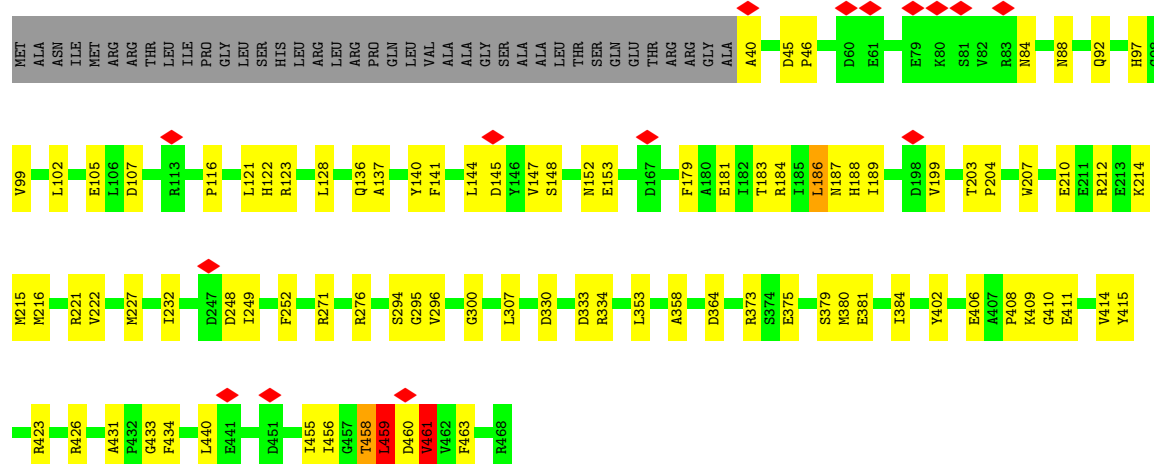 MET ALA ASN ILE MET ARG ARG THR LEU ILE PRO GLY LEU SER HIS LEU ARG LEU LEU ARG PRO GLN LEU VAL ALA ALA GLY SER ALA ALA LEU THR SER GLN GLU THR ARG ARG GLY ALA A40 D45 P46 D60 E61 E79 K80 S81 V82 R83 N84 N88 Q92 H97
V99 L102 E105 L106 D107 R113 P116 L121 H122 R123 L128 Q136 A137 Y140 F141 L144 D145 Y146 V147 S148 N152 E153 D167 F179 A180 E181 I182 T183 R184 I185 L186 N187 H188 I189 D198 V199 T203 P204 W207 E210 E211 R212 E213 K214
M215 M216 R221 V222 M227 I232 D247 D248 I249 F252 R271 R276 S294 G295 V296 G300 L307 D330 D333 R334 L353 A358 D364 R373 S374 E375 S379 M380 E381 I384 Y402 E406 A407 P408 K409 G410 E411 V414 Y415
R423 R426 A431 P432 G433 F434 L440 E441 D451 I455 I456 G457 T458 L459 D460 V461 V462 F463 R468